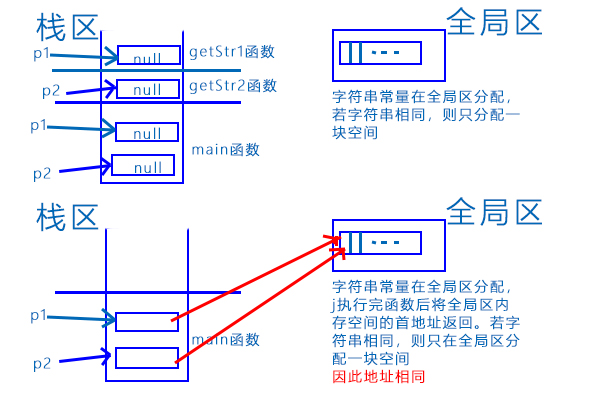 栈区
全局区
p1
null
getStr1函数
p2
null
getStr2函数
p1
null
main函数
p2
null
字符串常量在全局区分配，
若字符串相同，则只分配一
块空间
栈区
全局区
p1
main函数
p2
字符串常量在全局区分配，
j执行完函数后将全局区内
存空间的首地址返回。若字
符串相同，则只在全局区分
配一块空间
因此地址相同